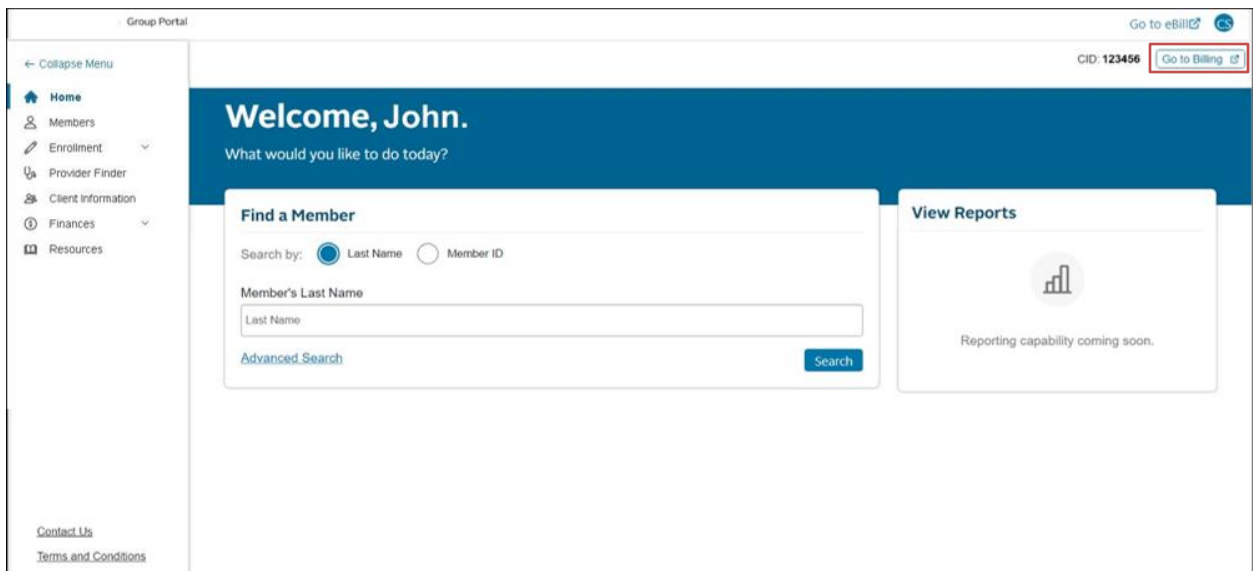 Group Portal
Go to eBill
CS
← Collapse Menu
CID: 123456
Go to Billing
Home
Members
Enrollment
Provider Finder
Client Information
Finances
Resources
Welcome, John.
What would you like to do today?
Find a Member
Search by:
Last Name
Member ID
Member's Last Name
Last Name
Advanced Search
Search
View Reports
Reporting capability coming soon.
Contact Us
Terms and Conditions